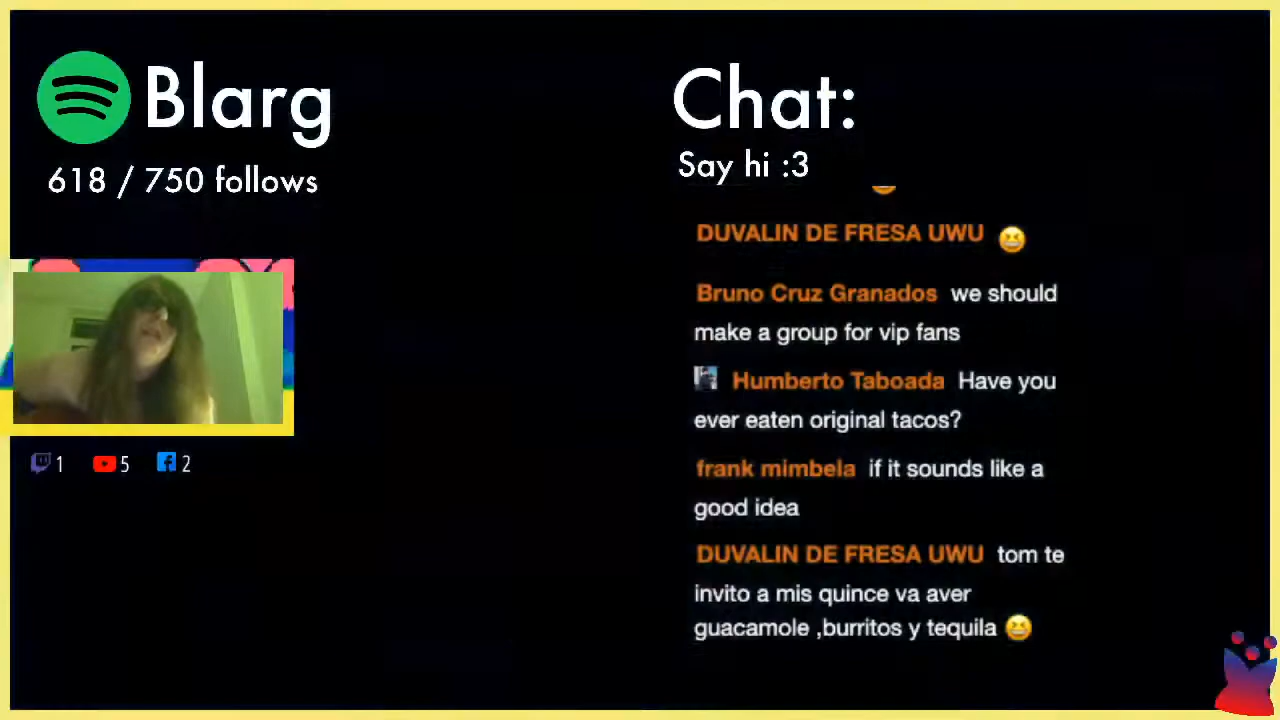 Blarg
618 / 750 follows
1 5 2
Chat:
Say hi :3
DUVALIN DE FRESA UWU 😆
Bruno Cruz Granados we should
make a group for vip fans
Humberto Taboada Have you
ever eaten original tacos?
frank mimbela if it sounds like a
good idea
DUVALIN DE FRESA UWU tom te
invito a mis quince va aver
guacamole ,burritos y tequila 😆